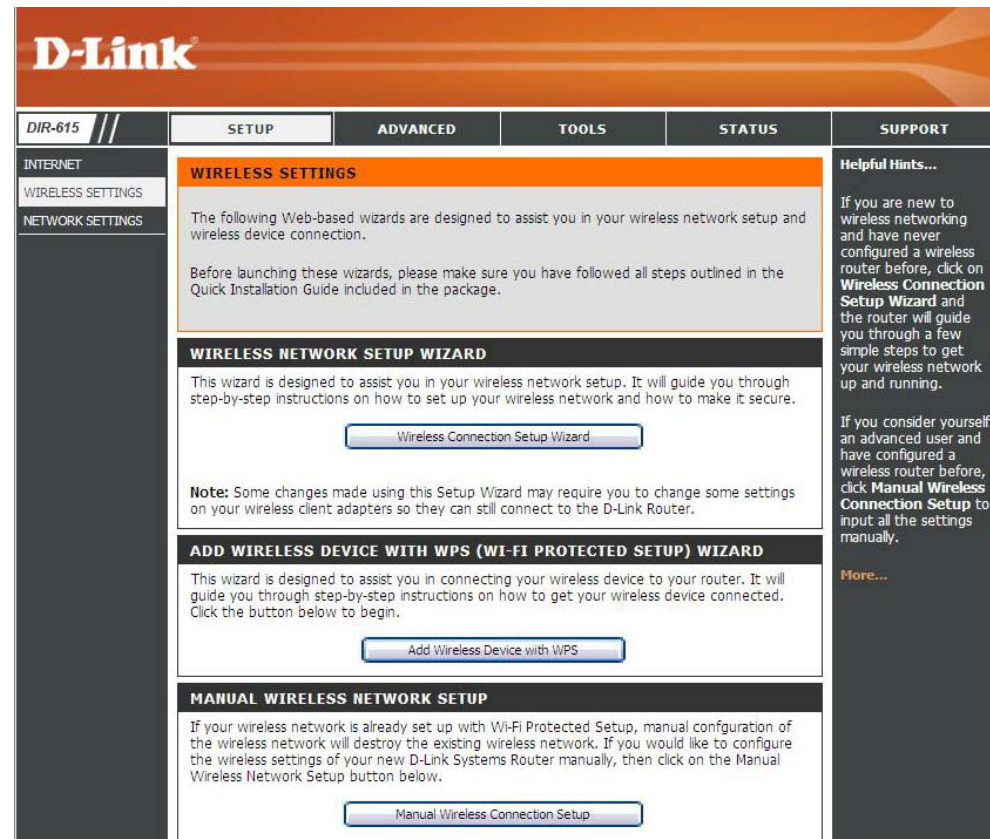 D-Link
DIR-615
SETUP
ADVANCED
TOOLS
STATUS
SUPPORT
INTERNET
WIRELESS SETTINGS
NETWORK SETTINGS
WIRELESS SETTINGS
The following Web-based wizards are designed to assist you in your wireless network setup and
wireless device connection.
Before launching these wizards, please make sure you have followed all steps outlined in the
Quick Installation Guide included in the package.
WIRELESS NETWORK SETUP WIZARD
This wizard is designed to assist you in your wireless network setup. It will guide you through
step-by-step instructions on how to set up your wireless network and how to make it secure.
Wireless Connection Setup Wizard
Note: Some changes made using this Setup Wizard may require you to change some settings
on your wireless client adapters so they can still connect to the D-Link Router.
ADD WIRELESS DEVICE WITH WPS (WI-FI PROTECTED SETUP) WIZARD
This wizard is designed to assist you in connecting your wireless device to your router. It will
guide you through step-by-step instructions on how to get your wireless device connected.
Click the button below to begin.
Add Wireless Device with WPS
MANUAL WIRELESS NETWORK SETUP
If your wireless network is already set up with Wi-Fi Protected Setup, manual confguration of
the wireless network will destroy the existing wireless network. If you would like to configure
the wireless settings of your new D-Link Systems Router manually, then click on the Manual
Wireless Network Setup button below.
Manual Wireless Connection Setup
Helpful Hints...
If you are new to
wireless networking
and have never
configured a wireless
router before, click on
Wireless Connection
Setup Wizard and
the router will guide
you through a few
simple steps to get
your wireless network
up and running.
If you consider yourself
an advanced user and
have configured a
wireless router before,
click Manual Wireless
Connection Setup to
input all the settings
manually.
More...